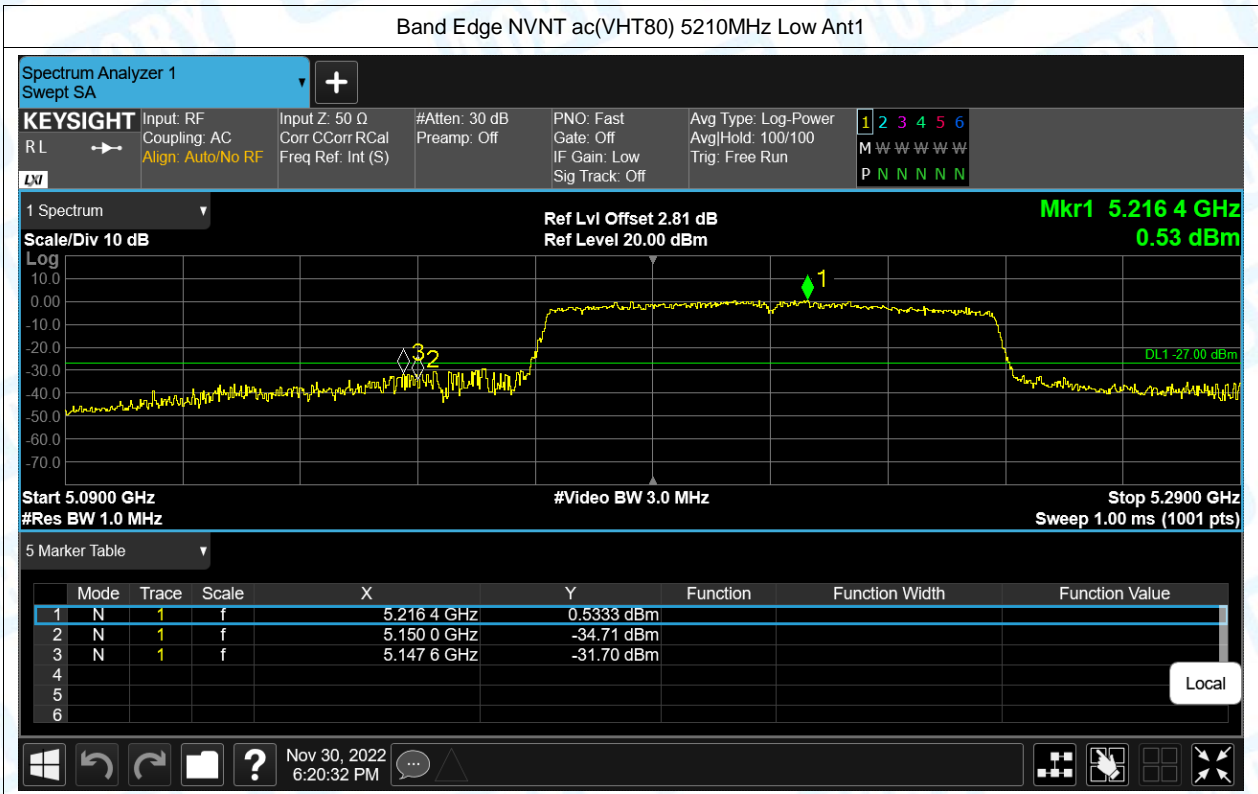 Band Edge NVNT ac(VHT80) 5210MHz Low Ant1
Spectrum Analyzer 1
Swept SA
KEYSIGHT
RL
LXI
Input: RF
Coupling: AC
Align: Auto/No RF
Input Z: 50 Ω
Corr CCorr RCal
Freq Ref: Int (S)
#Atten: 30 dB
Preamp: Off
PNO: Fast
Gate: Off
IF Gain: Low
Sig Track: Off
Avg Type: Log-Power
Avg|Hold: 100/100
Trig: Free Run
1 2 3 4 5 6
M W W W W W
P N N N N N
1 Spectrum
Scale/Div 10 dB
Ref Lvl Offset 2.81 dB
Ref Level 20.00 dBm
Mkr1 5.216 4 GHz
0.53 dBm
Log
10.0
0.00
-10.0
-20.0
-30.0
-40.0
-50.0
-60.0
-70.0
1
3
2
DL1 -27.00 dBm
Start 5.0900 GHz
#Video BW 3.0 MHz
Stop 5.2900 GHz
#Res BW 1.0 MHz
Sweep 1.00 ms (1001 pts)
5 Marker Table
Mode Trace Scale X Y Function Function Width Function Value
1 N 1 f 5.216 4 GHz 0.5333 dBm
2 N 1 f 5.150 0 GHz -34.71 dBm
3 N 1 f 5.147 6 GHz -31.70 dBm
4
5
6
Local
?
Nov 30, 2022
6:20:32 PM